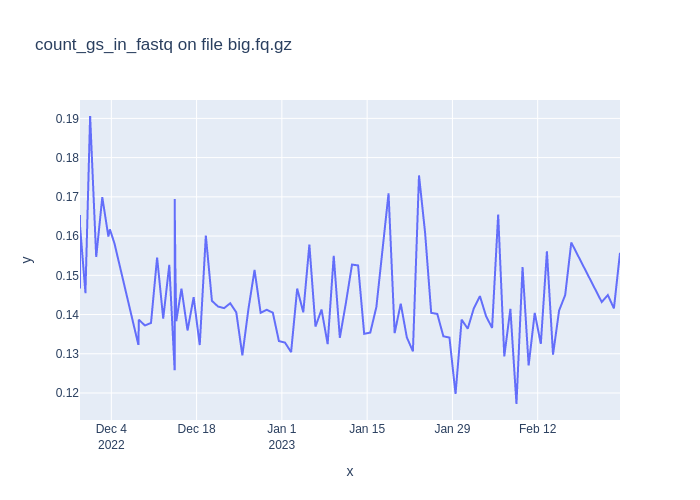 count_gs_in_fastq on file big.fq.gz
0.19
0.18
0.17
0.16
0.15
0.14
0.13
0.12
y
Dec 4
2022
Dec 18
Jan 1
2023
Jan 15
Jan 29
Feb 12
x